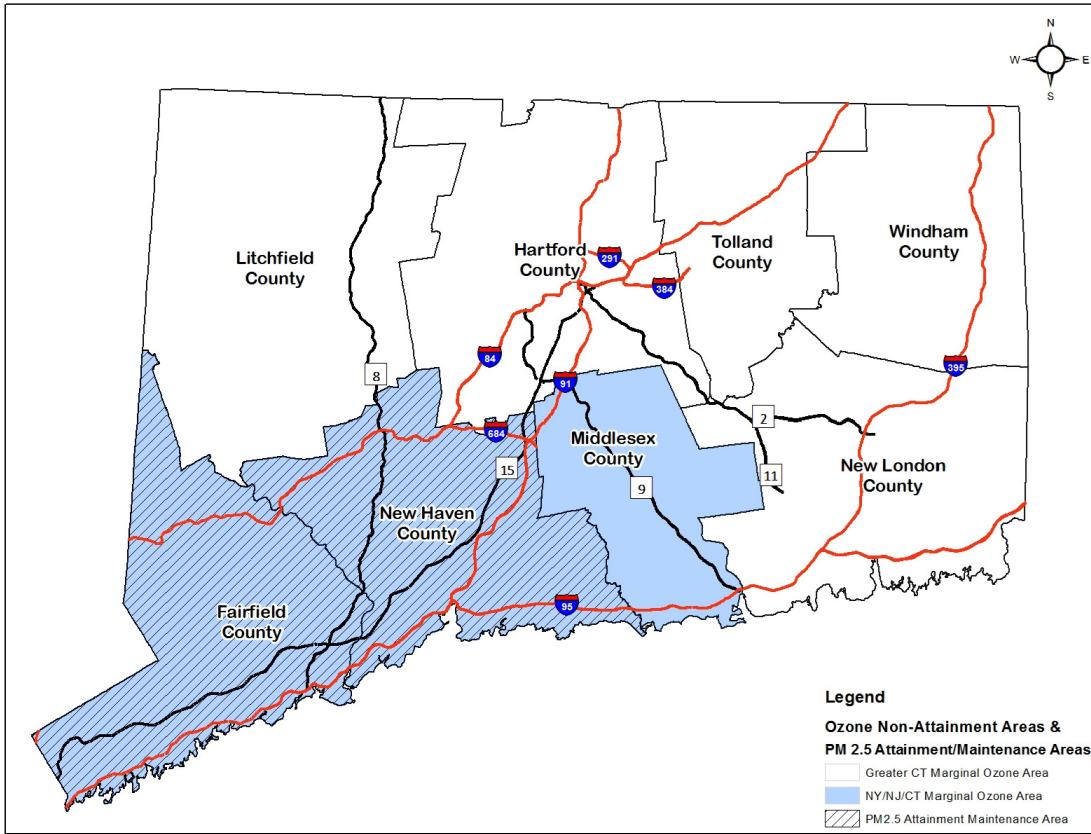 N
W E
S
Litchfield
County
Hartford
County
Tolland
County
Windham
County
291
384
84
8
91
395
684
Middlesex
County
2
15
9
11
New London
County
New Haven
County
95
Fairfield
County
Legend
Ozone Non-Attainment Areas &
PM 2.5 Attainment/Maintenance Areas
Greater CT Marginal Ozone Area
NY/NJ/CT Marginal Ozone Area
PM2.5 Attainment Maintenance Area